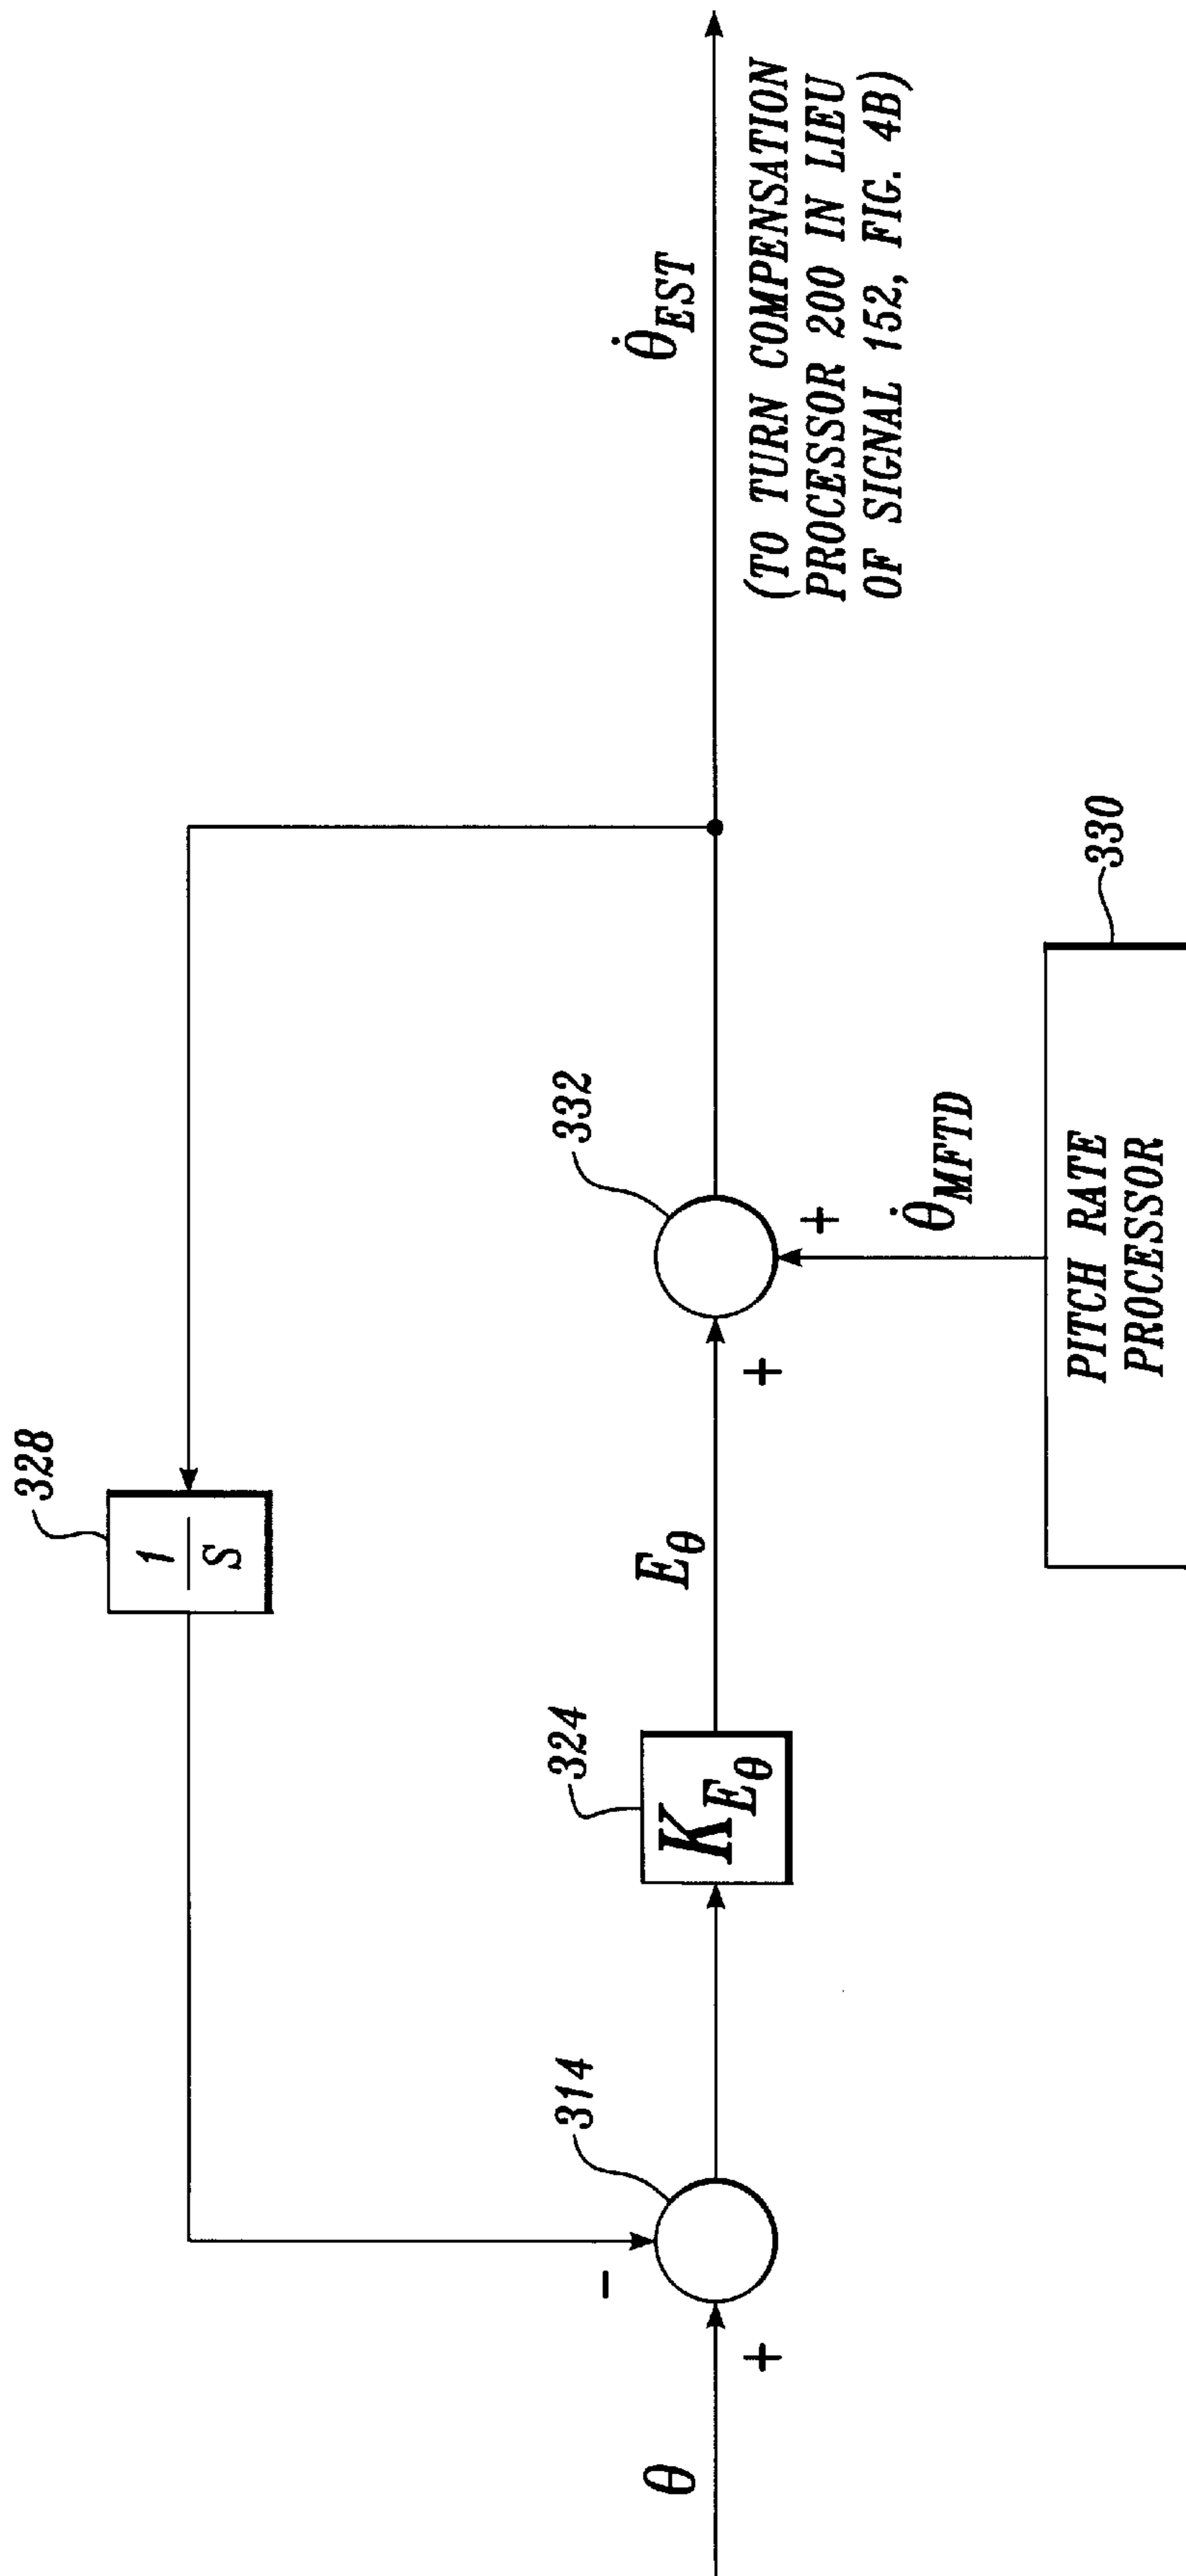 328
1
S
θ̇EST
(TO TURN COMPENSATION
PROCESSOR 200 IN LIEU
OF SIGNAL 152, FIG. 4B)
θ
+
-
314
324
KEθ
Eθ
+
332
+
θ̇MFTD
330
PITCH RATE
PROCESSOR